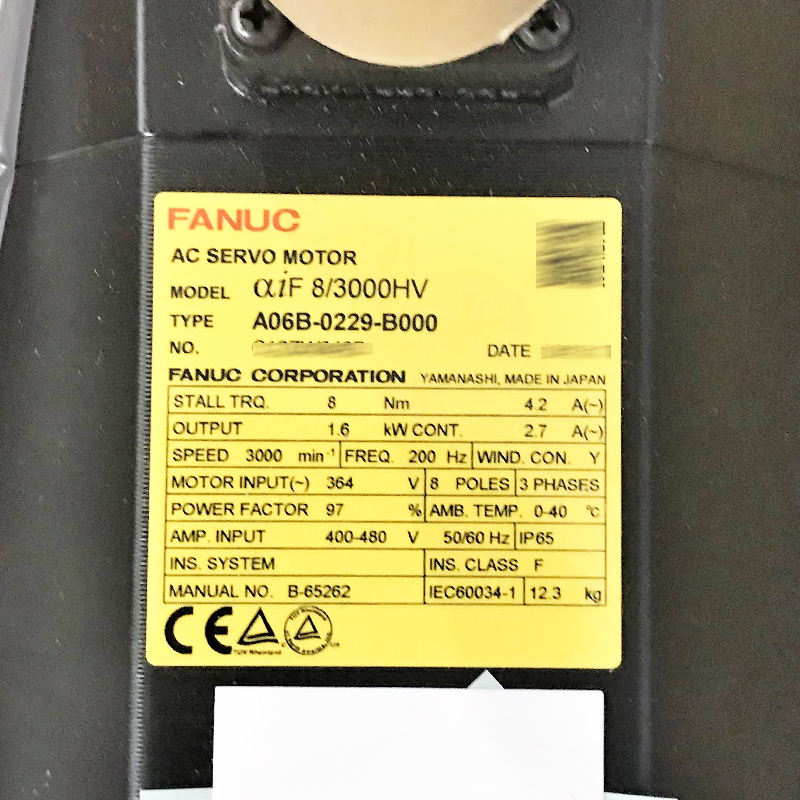 FANUC
AC SERVO MOTOR
MODEL αiF 8/3000HV
TYPE A06B-0229-B000
NO. DATE
FANUC CORPORATION YAMANASHI, MADE IN JAPAN
STALL TRQ. 8 Nm 4.2 A(~)
OUTPUT 1.6 kW CONT. 2.7 A(~)
SPEED 3000 min⁻¹ FREQ. 200 Hz WIND. CON. Y
MOTOR INPUT(~) 364 V 8 POLES 3 PHASES
POWER FACTOR 97 % AMB. TEMP. 0-40 ℃
AMP. INPUT 400-480 V 50/60 Hz IP65
INS. SYSTEM INS. CLASS F
MANUAL NO. B-65262 IEC60034-1 12.3 kg
CE
TUV Rheinland